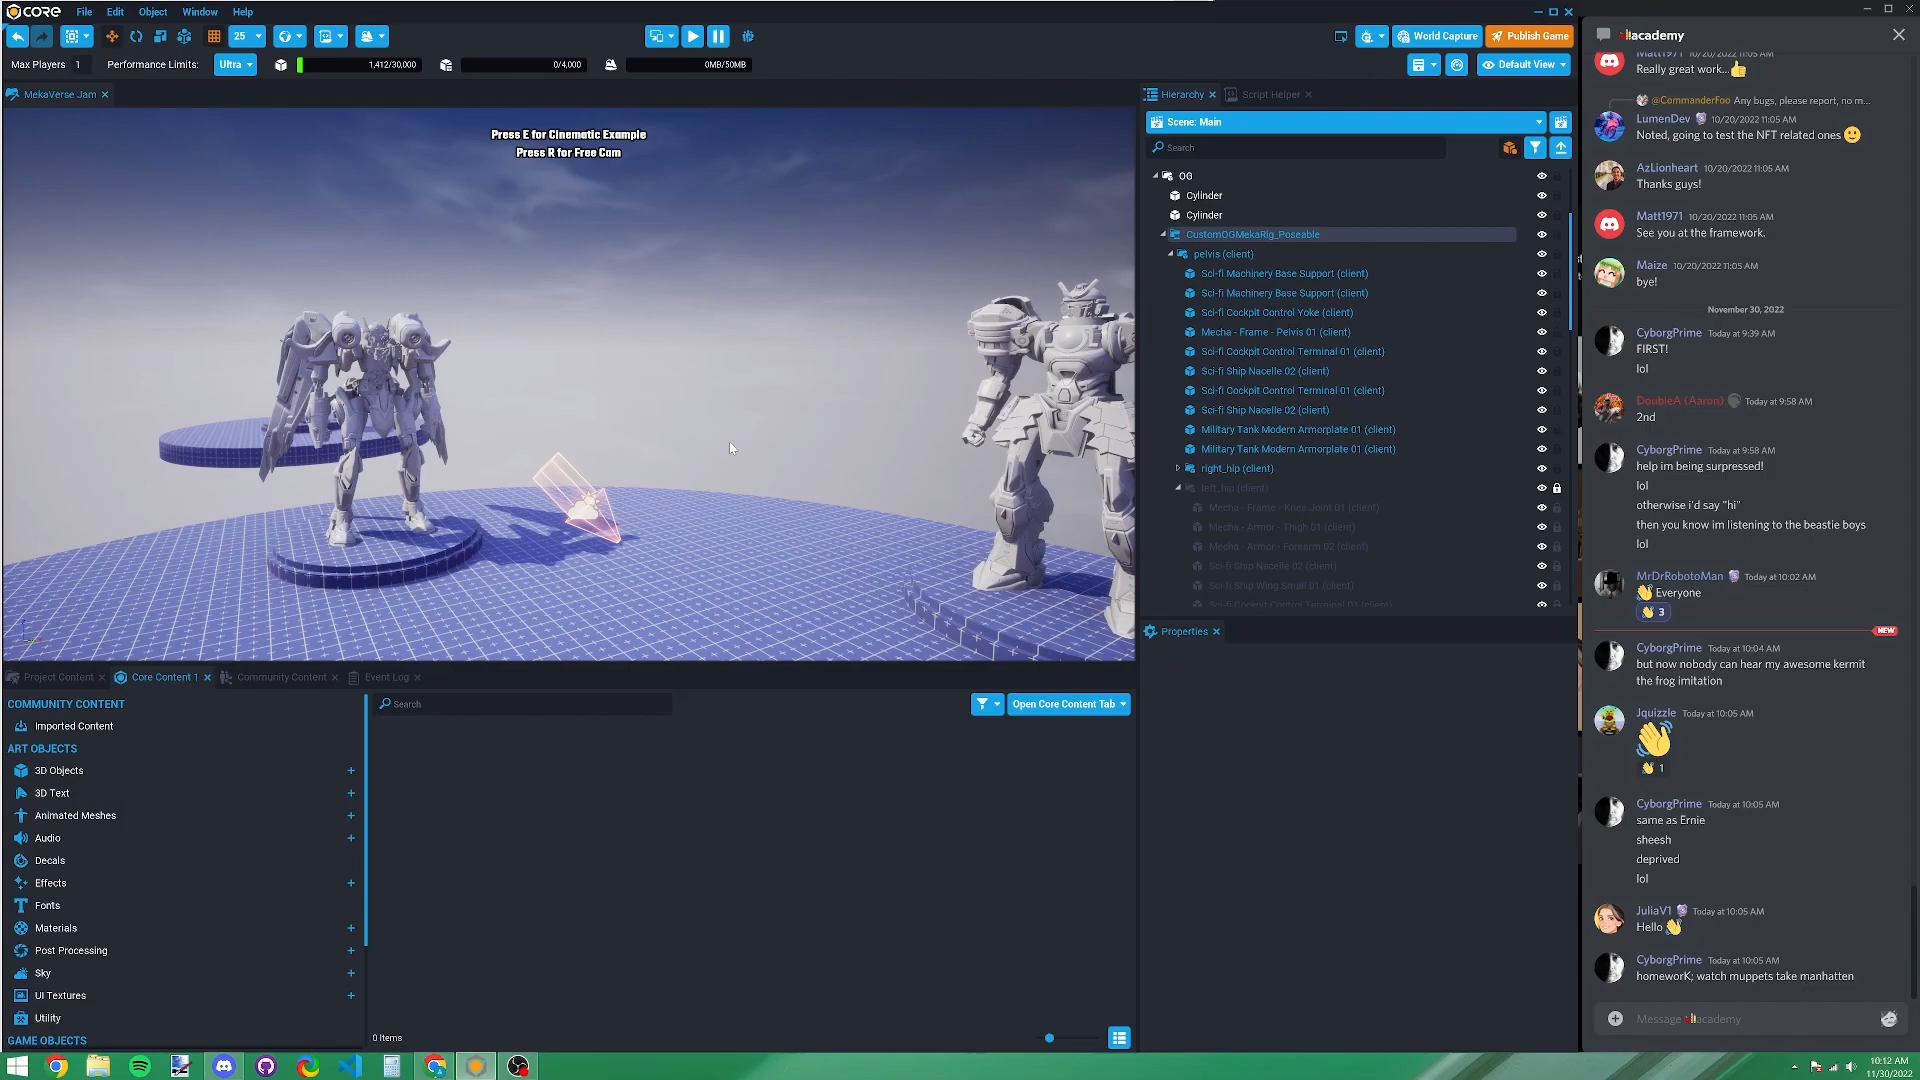 CORE
File Edit Object Window Help
25
World Capture
Publish Game
Max Players 1 Performance Limits: Ultra 1,412/30,000 0/4,000 0MB/50MB
Default View
MekaVerse Jam
Press E for Cinematic Example
Press R for Free Cam
Hierarchy Script Helper
Scene: Main
Search
OG
Cylinder
Cylinder
CustomOGMekaRig_Poseable
pelvis (client)
Sci-fi Machinery Base Support (client)
Sci-fi Machinery Base Support (client)
Sci-fi Cockpit Control Yoke (client)
Mecha - Frame - Pelvis 01 (client)
Sci-fi Cockpit Control Terminal 01 (client)
Sci-fi Ship Nacelle 02 (client)
Sci-fi Cockpit Control Terminal 01 (client)
Sci-fi Ship Nacelle 02 (client)
Military Tank Modern Armorplate 01 (client)
Military Tank Modern Armorplate 01 (client)
right_hip (client)
left_hip (client)
Mecha - Frame - Knee Joint 01 (client)
Mecha - Armor - Thigh 01 (client)
Mecha - Armor - Forearm 02 (client)
Sci-fi Ship Nacelle 02 (client)
Sci-fi Ship Wing Small 01 (client)
Sci-fi Cockpit Control Terminal 01 (client)
Properties
Project Content Core Content 1 Community Content Event Log
COMMUNITY CONTENT
Imported Content
ART OBJECTS
3D Objects
3D Text
Animated Meshes
Audio
Decals
Effects
Fonts
Materials
Post Processing
Sky
UI Textures
Utility
GAME OBJECTS
Search
Open Core Content Tab
0 Items
academy
Matt1971 10/20/2022 11:05 AM
Really great work...👍
@CommanderFoo Any bugs, please report, no m...
LumenDev 10/20/2022 11:05 AM
Noted, going to test the NFT related ones 🙂
AzLionheart 10/20/2022 11:05 AM
Thanks guys!
Matt1971 10/20/2022 11:05 AM
See you at the framework.
Maize 10/20/2022 11:05 AM
bye!
November 30, 2022
CyborgPrime Today at 9:39 AM
FIRST!
lol
DoubleA (Aaron) Today at 9:58 AM
2nd
CyborgPrime Today at 9:58 AM
help im being surpressed!
lol
otherwise i'd say "hi"
then you know im listening to the beastie boys
lol
MrDrRobotoMan Today at 10:02 AM
👋 Everyone
👋 3
NEW
CyborgPrime Today at 10:04 AM
but now nobody can hear my awesome kermit
the frog imitation
Jquizzle Today at 10:05 AM
👋
👋 1
CyborgPrime Today at 10:05 AM
same as Ernie
sheesh
deprived
lol
JuliaV1 Today at 10:05 AM
Hello 👋
CyborgPrime Today at 10:05 AM
homeworK; watch muppets take manhatten
Message academy
10:12 AM
11/30/2022